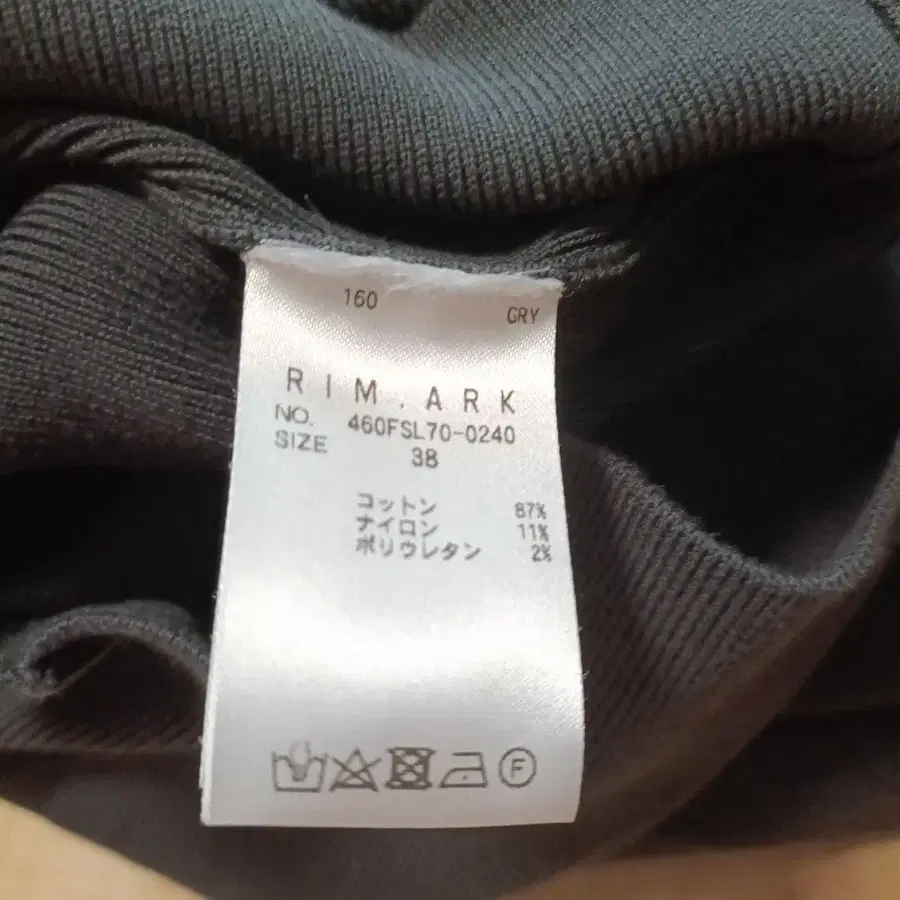 160 GRY
RIM.ARK
NO. 460FSL70-0240
SIZE 38
コットン 87%
ナイロン 11%
ポリウレタン 2%
F